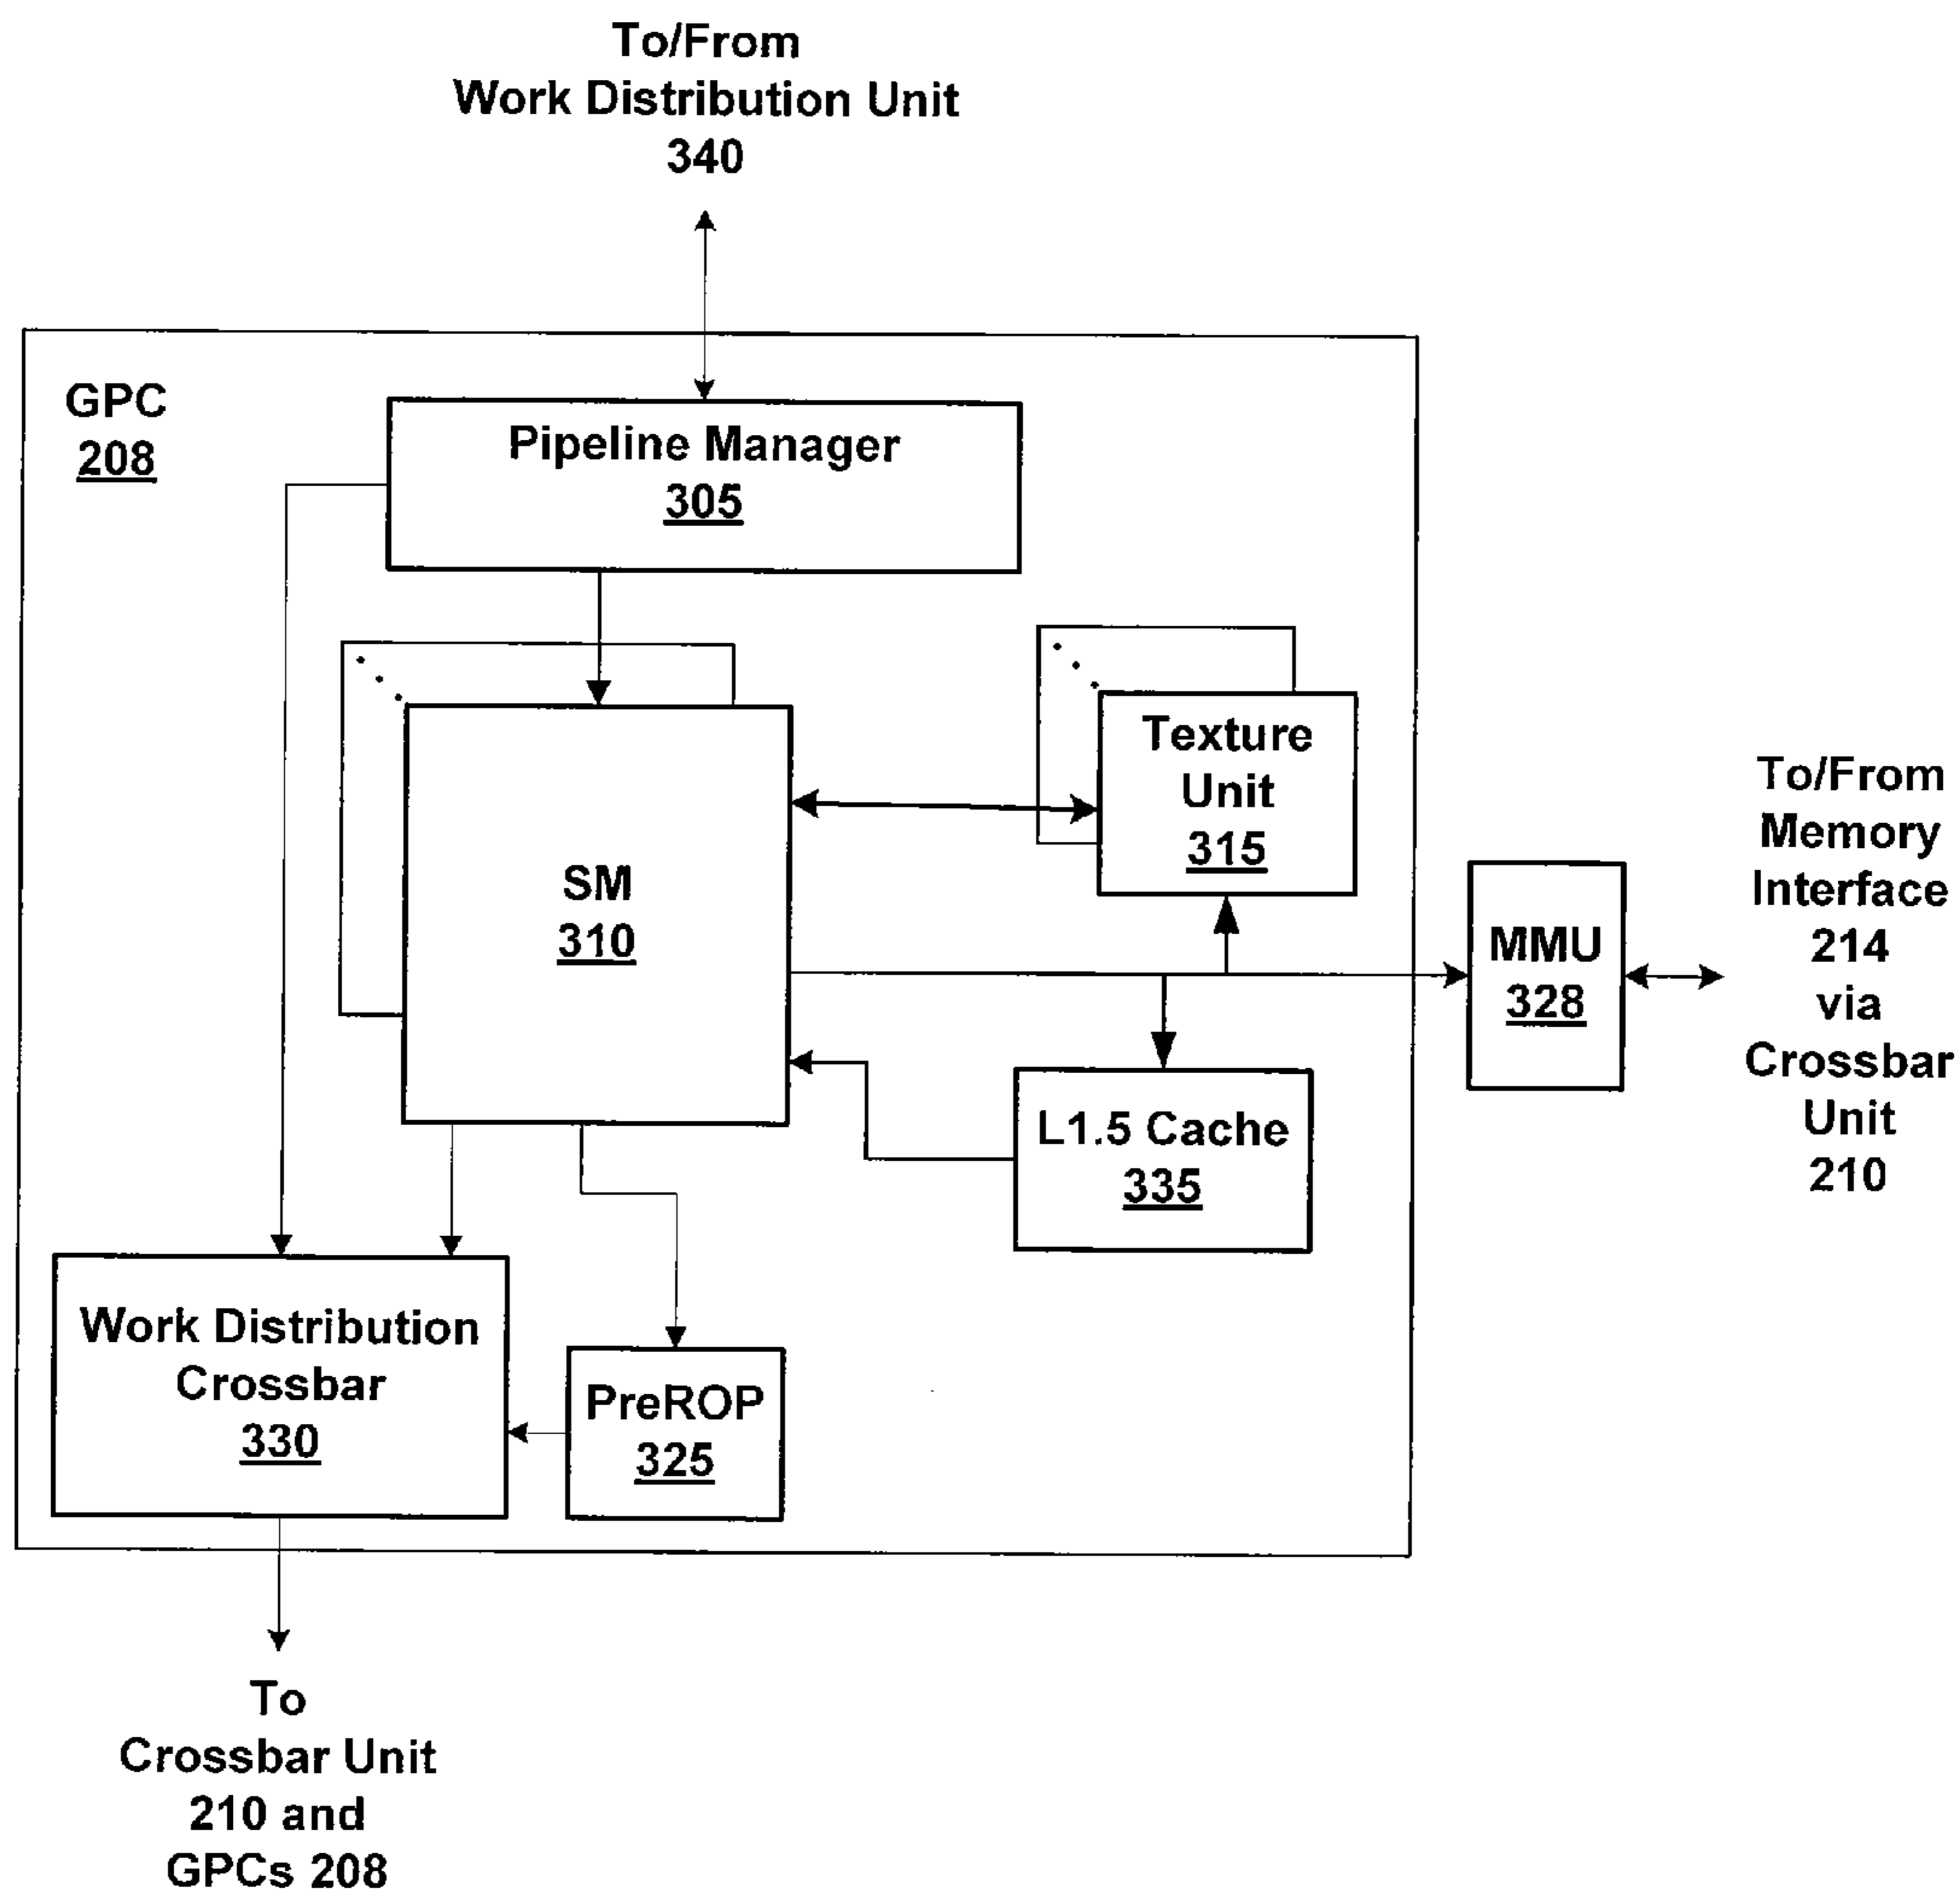 To/From
Work Distribution Unit
340
GPC
208
Pipeline Manager
305
Texture
Unit
315
SM
310
To/From
Memory
Interface
214
via
Crossbar
Unit
210
MMU
328
L1.5 Cache
335
Work Distribution
Crossbar
330
PreROP
325
To
Crossbar Unit
210 and
GPCs 208